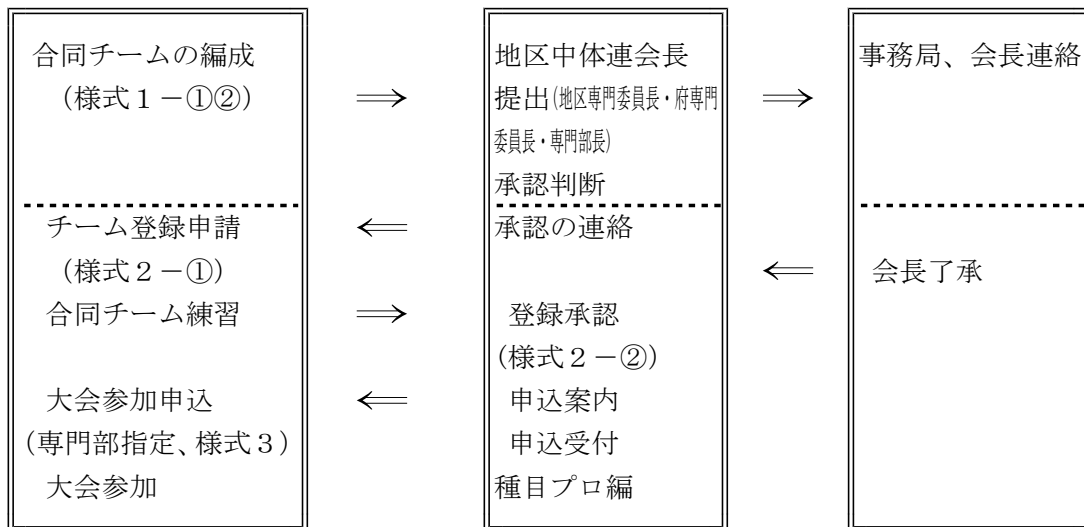 合同チームの編成
(様式１－①②)
⟹
地区中体連会長
提出(地区専門委員長・府専門
委員長・専門部長)
承認判断
⟹
事務局、会長連絡
チーム登録申請
(様式２－①)
合同チーム練習
⟸
承認の連絡
⟸
会長了承
⟹
登録承認
(様式２－②)
大会参加申込
(専門部指定、様式３)
大会参加
⟸
申込案内
申込受付
種目プロ編